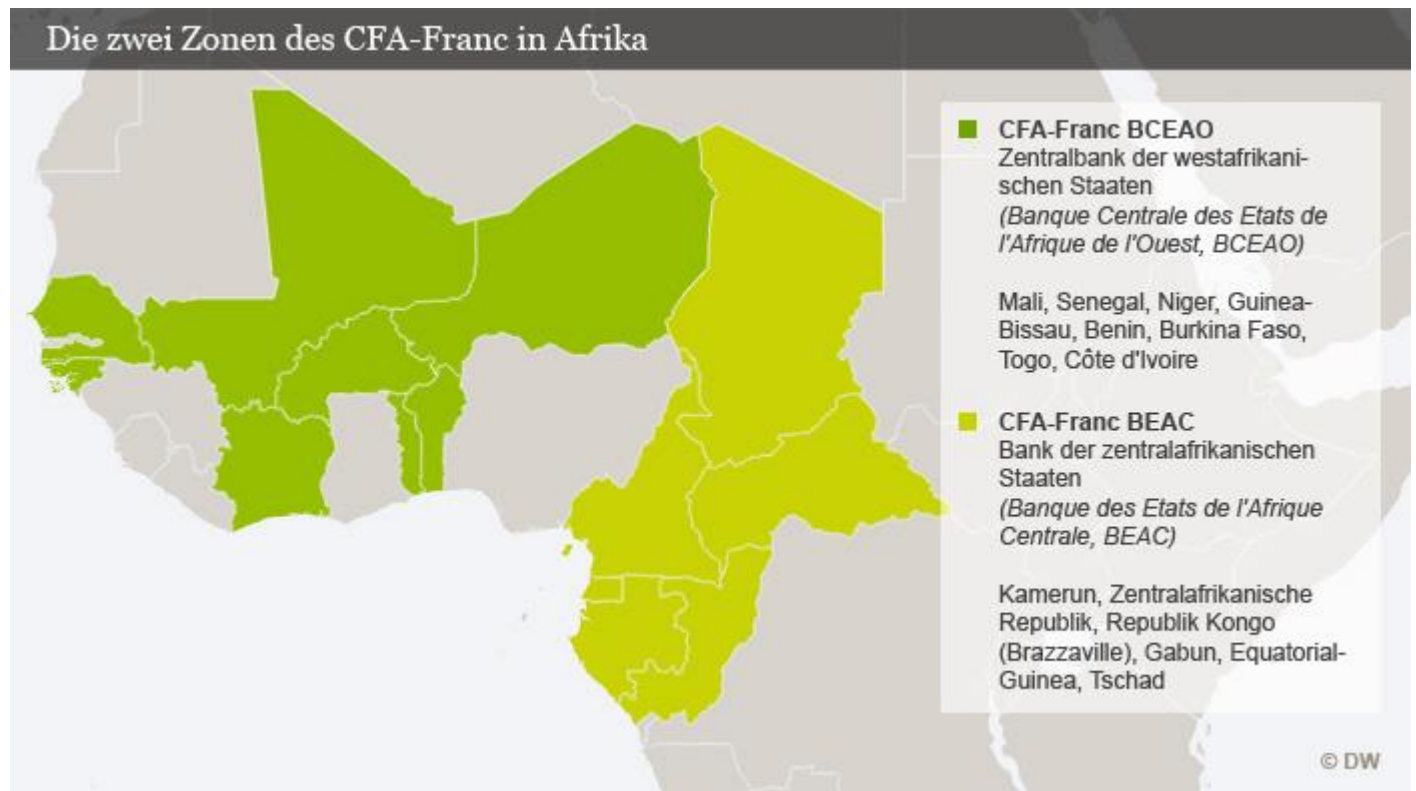 Die zwei Zonen des CFA-Franc in Afrika
CFA-Franc BCEAO
Zentralbank der westafrikani-
schen Staaten
(Banque Centrale des Etats de
l'Afrique de l'Ouest, BCEAO)
Mali, Senegal, Niger, Guinea-
Bissau, Benin, Burkina Faso,
Togo, Côte d'Ivoire
CFA-Franc BEAC
Bank der zentralafrikanischen
Staaten
(Banque des Etats de l'Afrique
Centrale, BEAC)
Kamerun, Zentralafrikanische
Republik, Republik Kongo
(Brazzaville), Gabun, Equatorial-
Guinea, Tschad
© DW